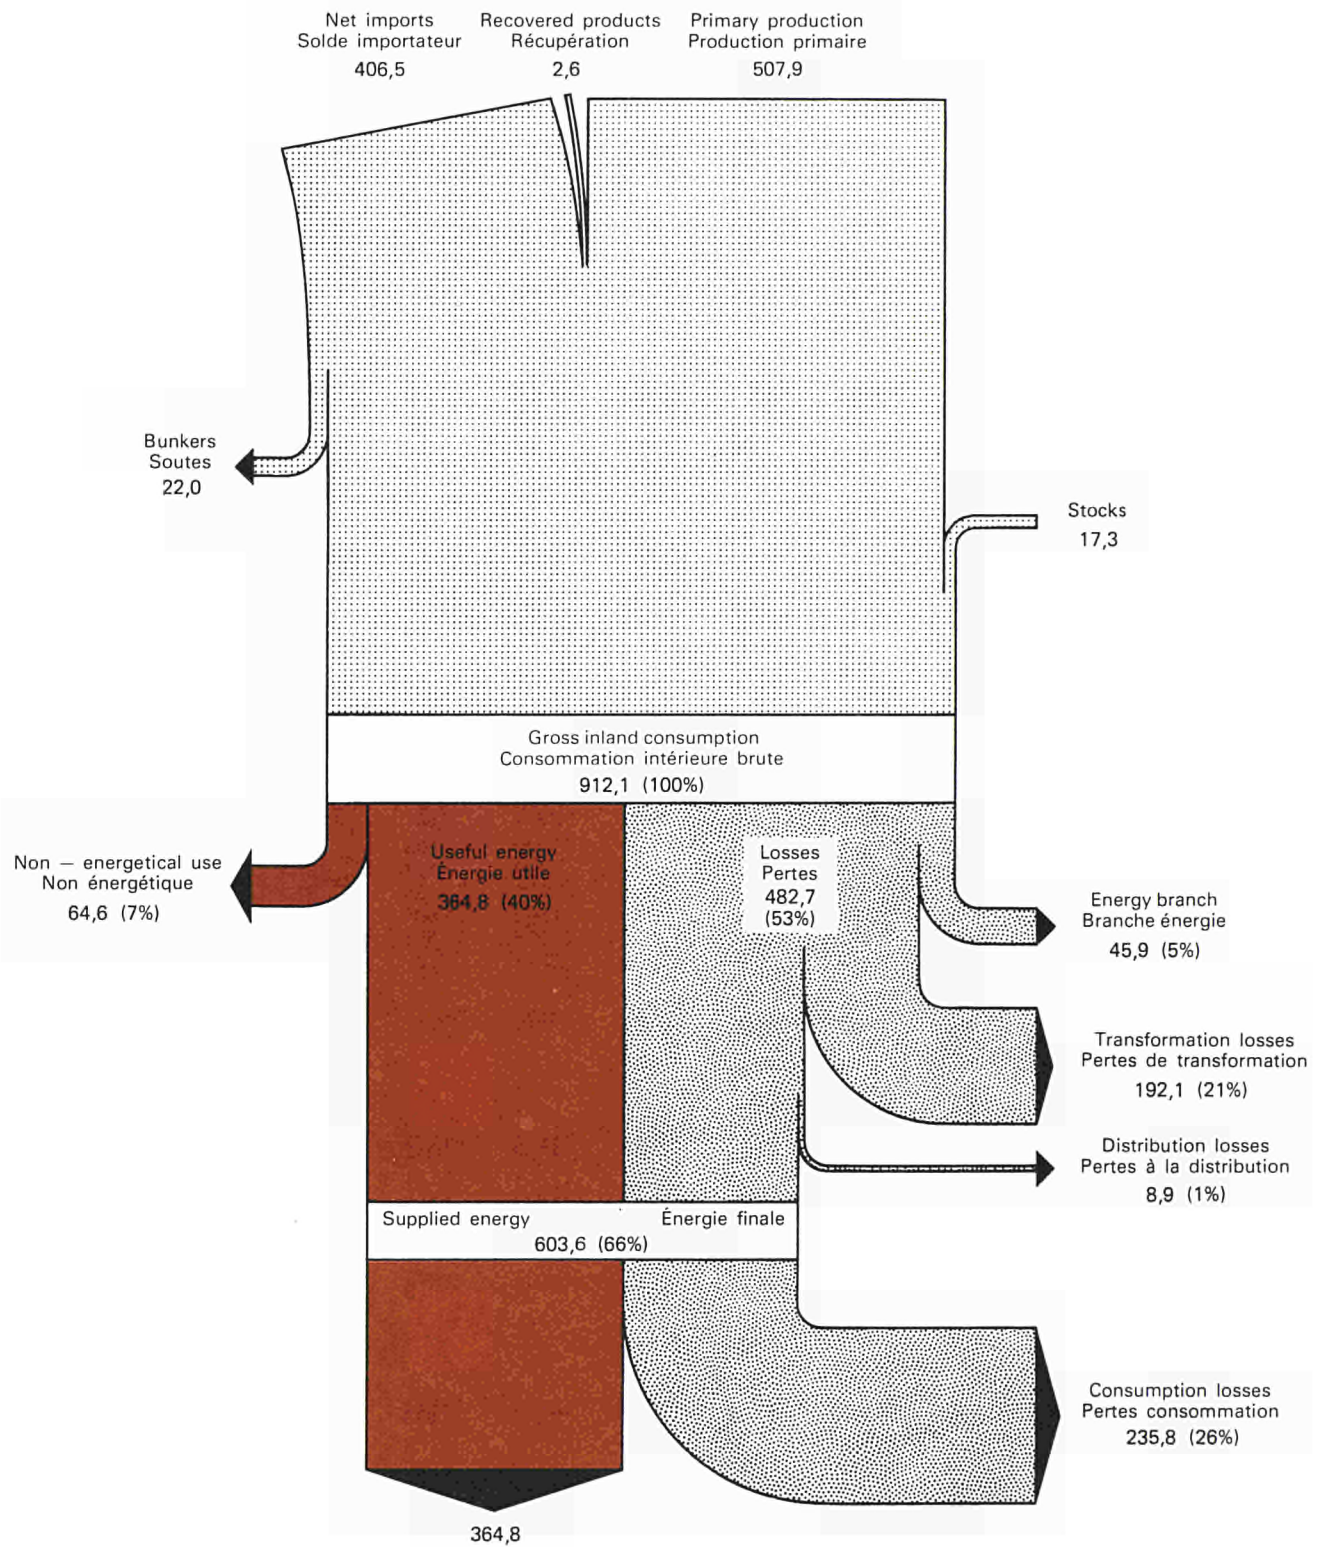 Net imports
Solde importateur
406,5
Recovered products
Récupération
2,6
Primary production
Production primaire
507,9
Bunkers
Soutes
22,0
Stocks
17,3
Gross inland consumption
Consommation intérieure brute
912,1 (100%)
Non – energetical use
Non énergétique
64,6 (7%)
Useful energy
Énergie utile
364,8 (40%)
Losses
Pertes
482,7
(53%)
Energy branch
Branche énergie
45,9 (5%)
Transformation losses
Pertes de transformation
192,1 (21%)
Distribution losses
Pertes à la distribution
8,9 (1%)
Supplied energy Énergie finale
603,6 (66%)
Consumption losses
Pertes consommation
235,8 (26%)
364,8